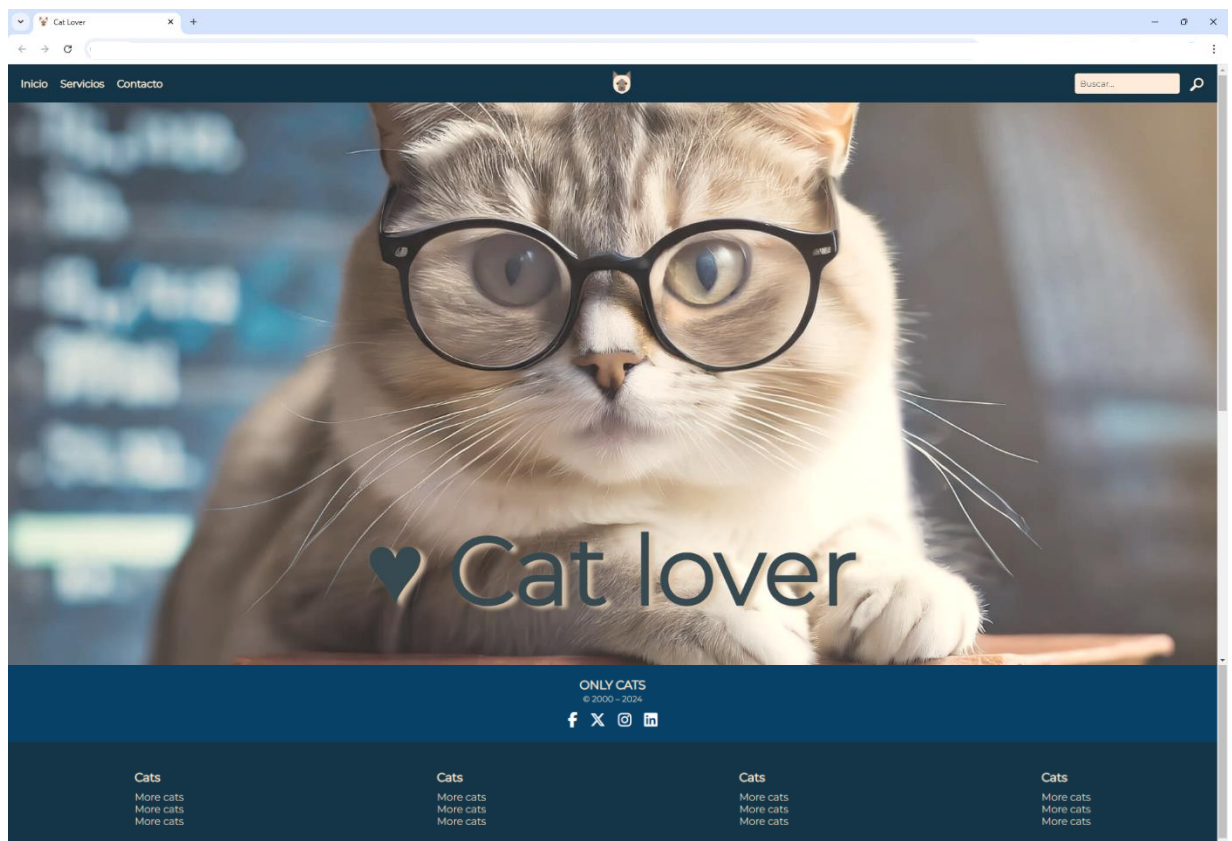 Cat Lover
Inicio Servicios Contacto
Buscar...
♥ Cat lover
ONLY CATS
© 2000 – 2024
Cats
More cats
More cats
More cats
Cats
More cats
More cats
More cats
Cats
More cats
More cats
More cats
Cats
More cats
More cats
More cats